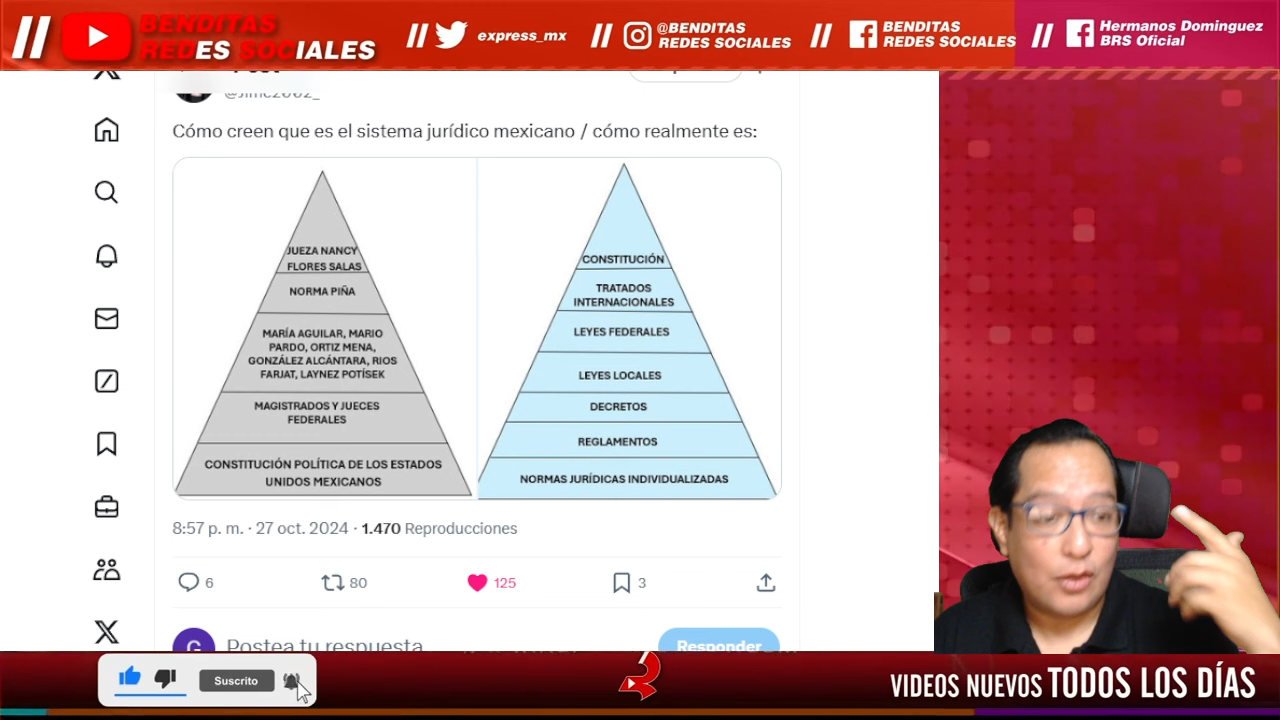 BENDITAS
REDES SOCIALES
express_mx
@BENDITAS
REDES SOCIALES
BENDITAS
REDES SOCIALES
Hermanos Dominguez
BRS Oficial
Cómo creen que es el sistema jurídico mexicano / cómo realmente es:
JUEZA NANCY
FLORES SALAS
NORMA PIÑA
MARÍA AGUILAR, MARIO
PARDO, ORTIZ MENA,
GONZÁLEZ ALCÁNTARA, RIOS
FARJAT, LAYNEZ POTÍSEK
MAGISTRADOS Y JUECES
FEDERALES
CONSTITUCIÓN POLÍTICA DE LOS ESTADOS
UNIDOS MEXICANOS
CONSTITUCIÓN
TRATADOS
INTERNACIONALES
LEYES FEDERALES
LEYES LOCALES
DECRETOS
REGLAMENTOS
NORMAS JURÍDICAS INDIVIDUALIZADAS
8:57 p. m. · 27 oct. 2024 · 1.470 Reproducciones
6
80
125
3
G
Postea tu respuesta
Responder
Suscrito
VIDEOS NUEVOS TODOS LOS DÍAS